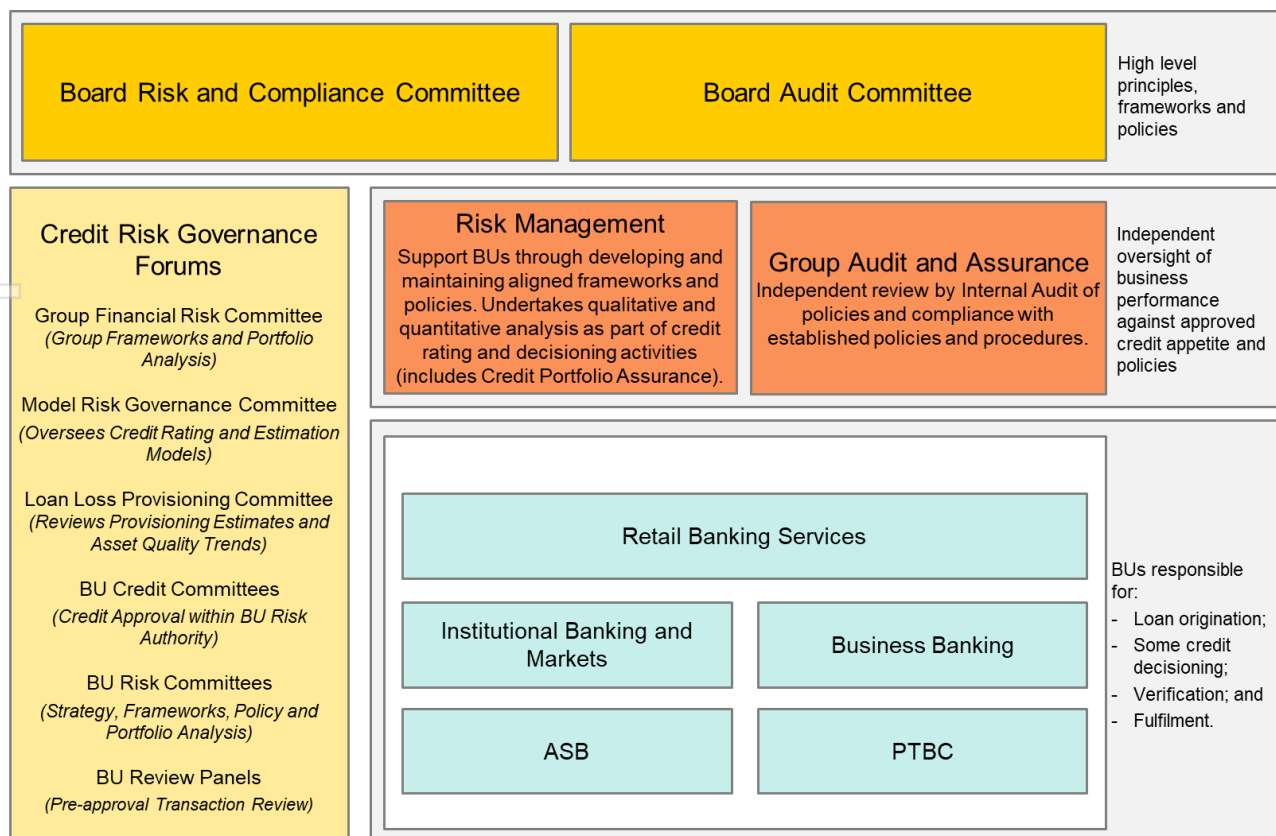 Board Risk and Compliance Committee
Board Audit Committee
High level
principles,
frameworks and
policies
Credit Risk Governance
Forums
Group Financial Risk Committee
(Group Frameworks and Portfolio
Analysis)
Model Risk Governance Committee
(Oversees Credit Rating and Estimation
Models)
Loan Loss Provisioning Committee
(Reviews Provisioning Estimates and
Asset Quality Trends)
BU Credit Committees
(Credit Approval within BU Risk
Authority)
BU Risk Committees
(Strategy, Frameworks, Policy and
Portfolio Analysis)
BU Review Panels
(Pre-approval Transaction Review)
Risk Management
Support BUs through developing and
maintaining aligned frameworks and
policies. Undertakes qualitative and
quantitative analysis as part of credit
rating and decisioning activities
(includes Credit Portfolio Assurance).
Group Audit and Assurance
Independent review by Internal Audit of
policies and compliance with
established policies and procedures.
Independent
oversight of
business
performance
against approved
credit appetite and
policies
Retail Banking Services
Institutional Banking and
Markets
Business Banking
ASB
PTBC
BUs responsible
for:
- Loan origination;
- Some credit
decisioning;
- Verification; and
- Fulfilment.